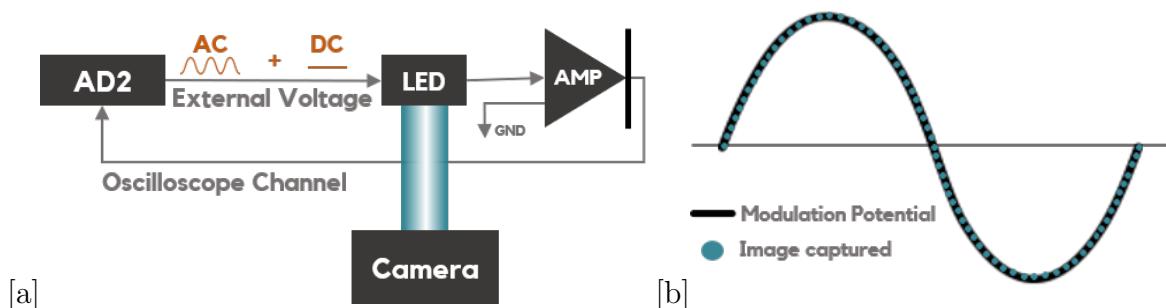 AC + DC
AD2
External Voltage
LED
AMP
GND
Oscilloscope Channel
Camera
[a]
Modulation Potential
Image captured
[b]